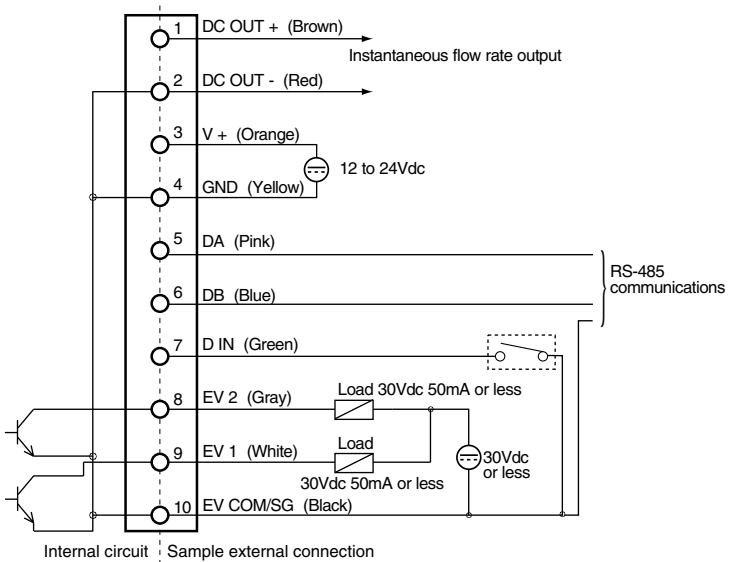 1 DC OUT + (Brown)
Instantaneous flow rate output
2 DC OUT - (Red)
3 V + (Orange)
12 to 24Vdc
4 GND (Yellow)
5 DA (Pink)
RS-485
communications
6 DB (Blue)
7 D IN (Green)
8 EV 2 (Gray)
Load 30Vdc 50mA or less
9 EV 1 (White)
Load
30Vdc 50mA or less
30Vdc
or less
10 EV COM/SG (Black)
Internal circuit
Sample external connection